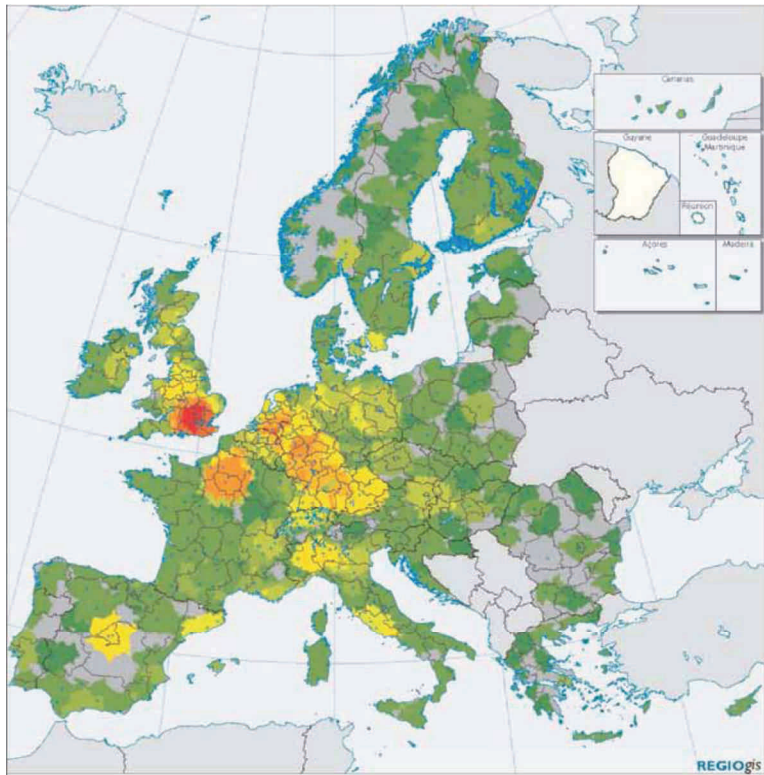 Canarias
Guyane
Guadeloupe
Martinique
Réunion
Açores
Madeira
REGIOgis